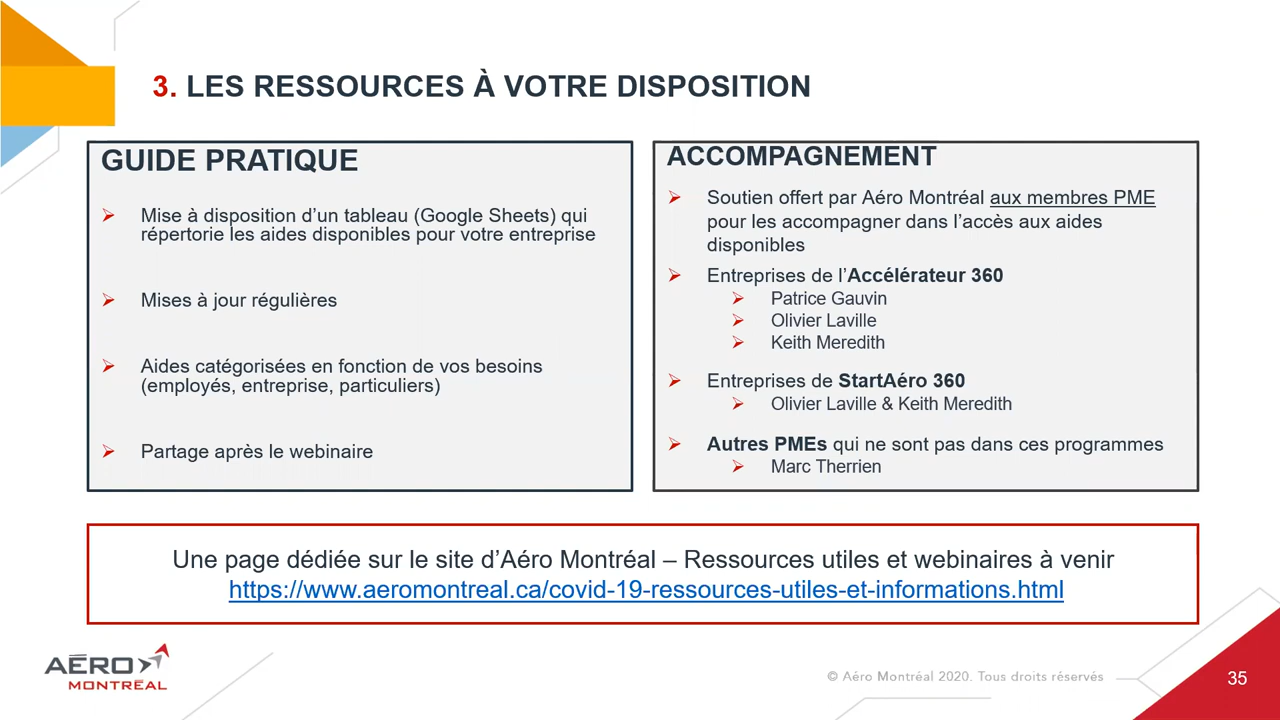 3. LES RESSOURCES À VOTRE DISPOSITION
GUIDE PRATIQUE
Mise à disposition d’un tableau (Google Sheets) qui
répertorie les aides disponibles pour votre entreprise
Mises à jour régulières
Aides catégorisées en fonction de vos besoins
(employés, entreprise, particuliers)
Partage après le webinaire
ACCOMPAGNEMENT
Soutien offert par Aéro Montréal aux membres PME
pour les accompagner dans l’accès aux aides
disponibles
Entreprises de l’Accélérateur 360
Patrice Gauvin
Olivier Laville
Keith Meredith
Entreprises de StartAéro 360
Olivier Laville & Keith Meredith
Autres PMEs qui ne sont pas dans ces programmes
Marc Therrien
Une page dédiée sur le site d’Aéro Montréal – Ressources utiles et webinaires à venir
https://www.aeromontreal.ca/covid-19-ressources-utiles-et-informations.html
AÉRO
MONTRÉAL
© Aéro Montréal 2020. Tous droits réservés
35